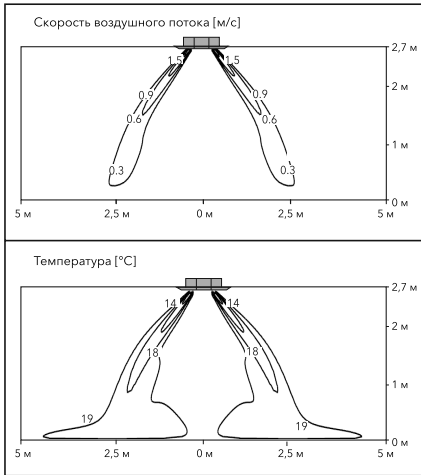 Скорость воздушного потока [м/с]
2,7 м
1.5 1.5
2 м
0.9 0.9
0.6 0.6
1 м
0.3 0.3
0 м
5 м 2,5 м 0 м 2,5 м 5 м
Температура [°C]
2,7 м
14 14
2 м
18 18
1 м
19 19
0 м
5 м 2,5 м 0 м 2,5 м 5 м